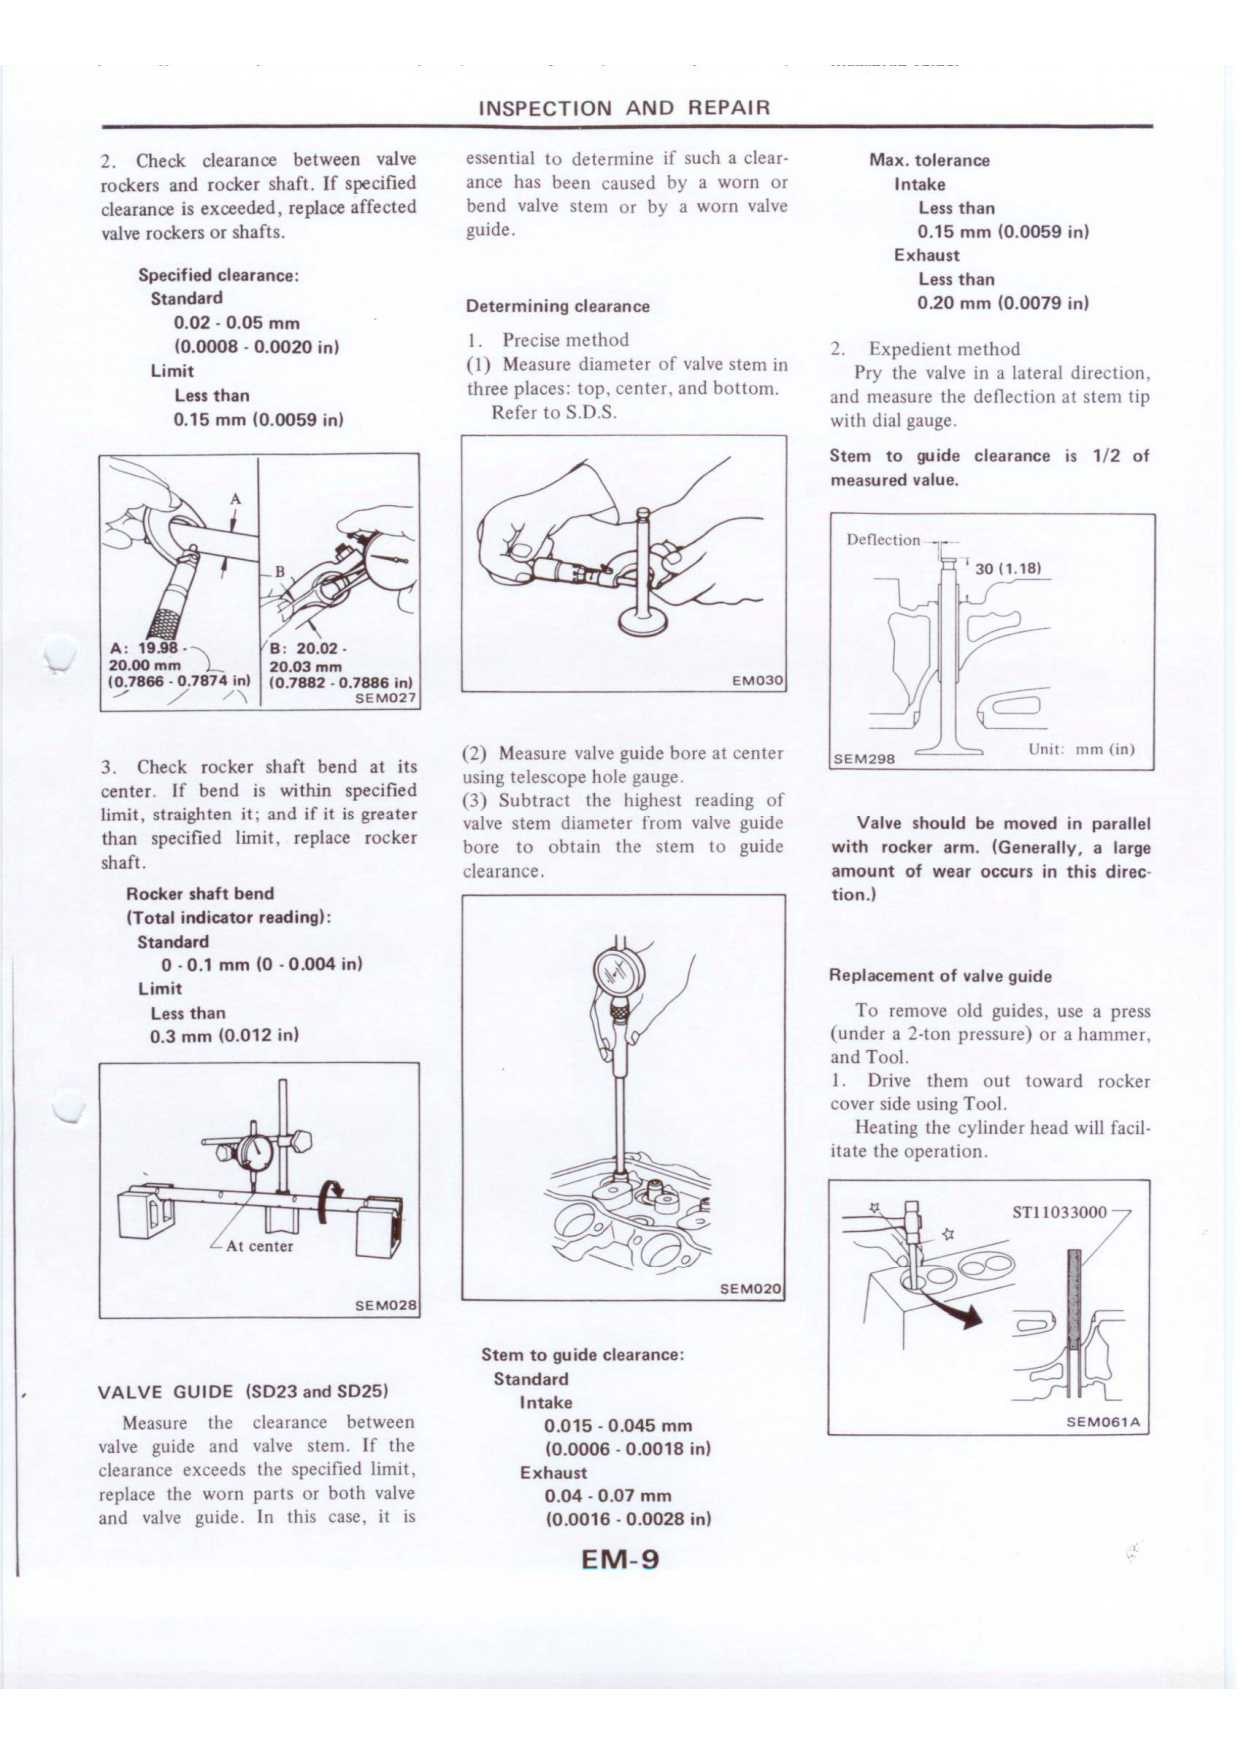 INSPECTION AND REPAIR
2. Check clearance between valve
rockers and rocker shaft. If specified
clearance is exceeded, replace affected
valve rockers or shafts.
Specified clearance:
Standard
0.02 - 0.05 mm
(0.0008 - 0.0020 in)
Limit
Less than
0.15 mm (0.0059 in)
A
B
A: 19.98 -
20.00 mm
(0.7866 - 0.7874 in)
B: 20.02 -
20.03 mm
(0.7882 - 0.7886 in)
SEM027
3. Check rocker shaft bend at its
center. If bend is within specified
limit, straighten it; and if it is greater
than specified limit, replace rocker
shaft.
Rocker shaft bend
(Total indicator reading):
Standard
0 - 0.1 mm (0 - 0.004 in)
Limit
Less than
0.3 mm (0.012 in)
At center
SEM028
VALVE GUIDE (SD23 and SD25)
Measure the clearance between
valve guide and valve stem. If the
clearance exceeds the specified limit,
replace the worn parts or both valve
and valve guide. In this case, it is
essential to determine if such a clear-
ance has been caused by a worn or
bend valve stem or by a worn valve
guide.
Determining clearance
1. Precise method
(1) Measure diameter of valve stem in
three places: top, center, and bottom.
Refer to S.D.S.
EM030
(2) Measure valve guide bore at center
using telescope hole gauge.
(3) Subtract the highest reading of
valve stem diameter from valve guide
bore to obtain the stem to guide
clearance.
SEM020
Stem to guide clearance:
Standard
Intake
0.015 - 0.045 mm
(0.0006 - 0.0018 in)
Exhaust
0.04 - 0.07 mm
(0.0016 - 0.0028 in)
Max. tolerance
Intake
Less than
0.15 mm (0.0059 in)
Exhaust
Less than
0.20 mm (0.0079 in)
2. Expedient method
Pry the valve in a lateral direction,
and measure the deflection at stem tip
with dial gauge.
Stem to guide clearance is 1/2 of
measured value.
Deflection
30 (1.18)
Unit: mm (in)
SEM298
Valve should be moved in parallel
with rocker arm. (Generally, a large
amount of wear occurs in this direc-
tion.)
Replacement of valve guide
To remove old guides, use a press
(under a 2-ton pressure) or a hammer,
and Tool.
1. Drive them out toward rocker
cover side using Tool.
Heating the cylinder head will facil-
itate the operation.
ST11033000
SEM061A
EM-9